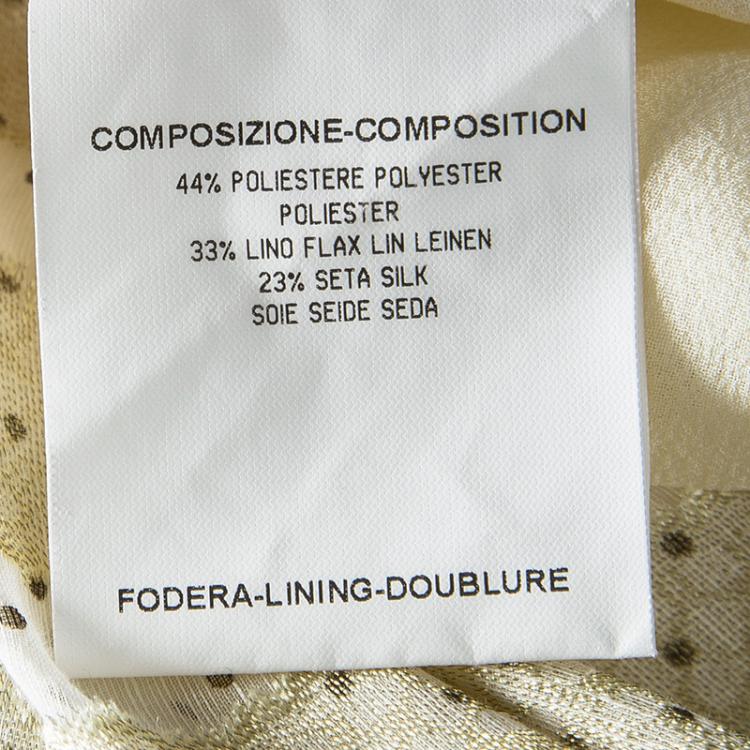 COMPOSIZIONE-COMPOSITION
44% POLIESTERE POLYESTER
POLIESTER
33% LINO FLAX LIN LEINEN
23% SETA SILK
SOIE SEIDE SEDA
FODERA-LINING-DOUBLURE